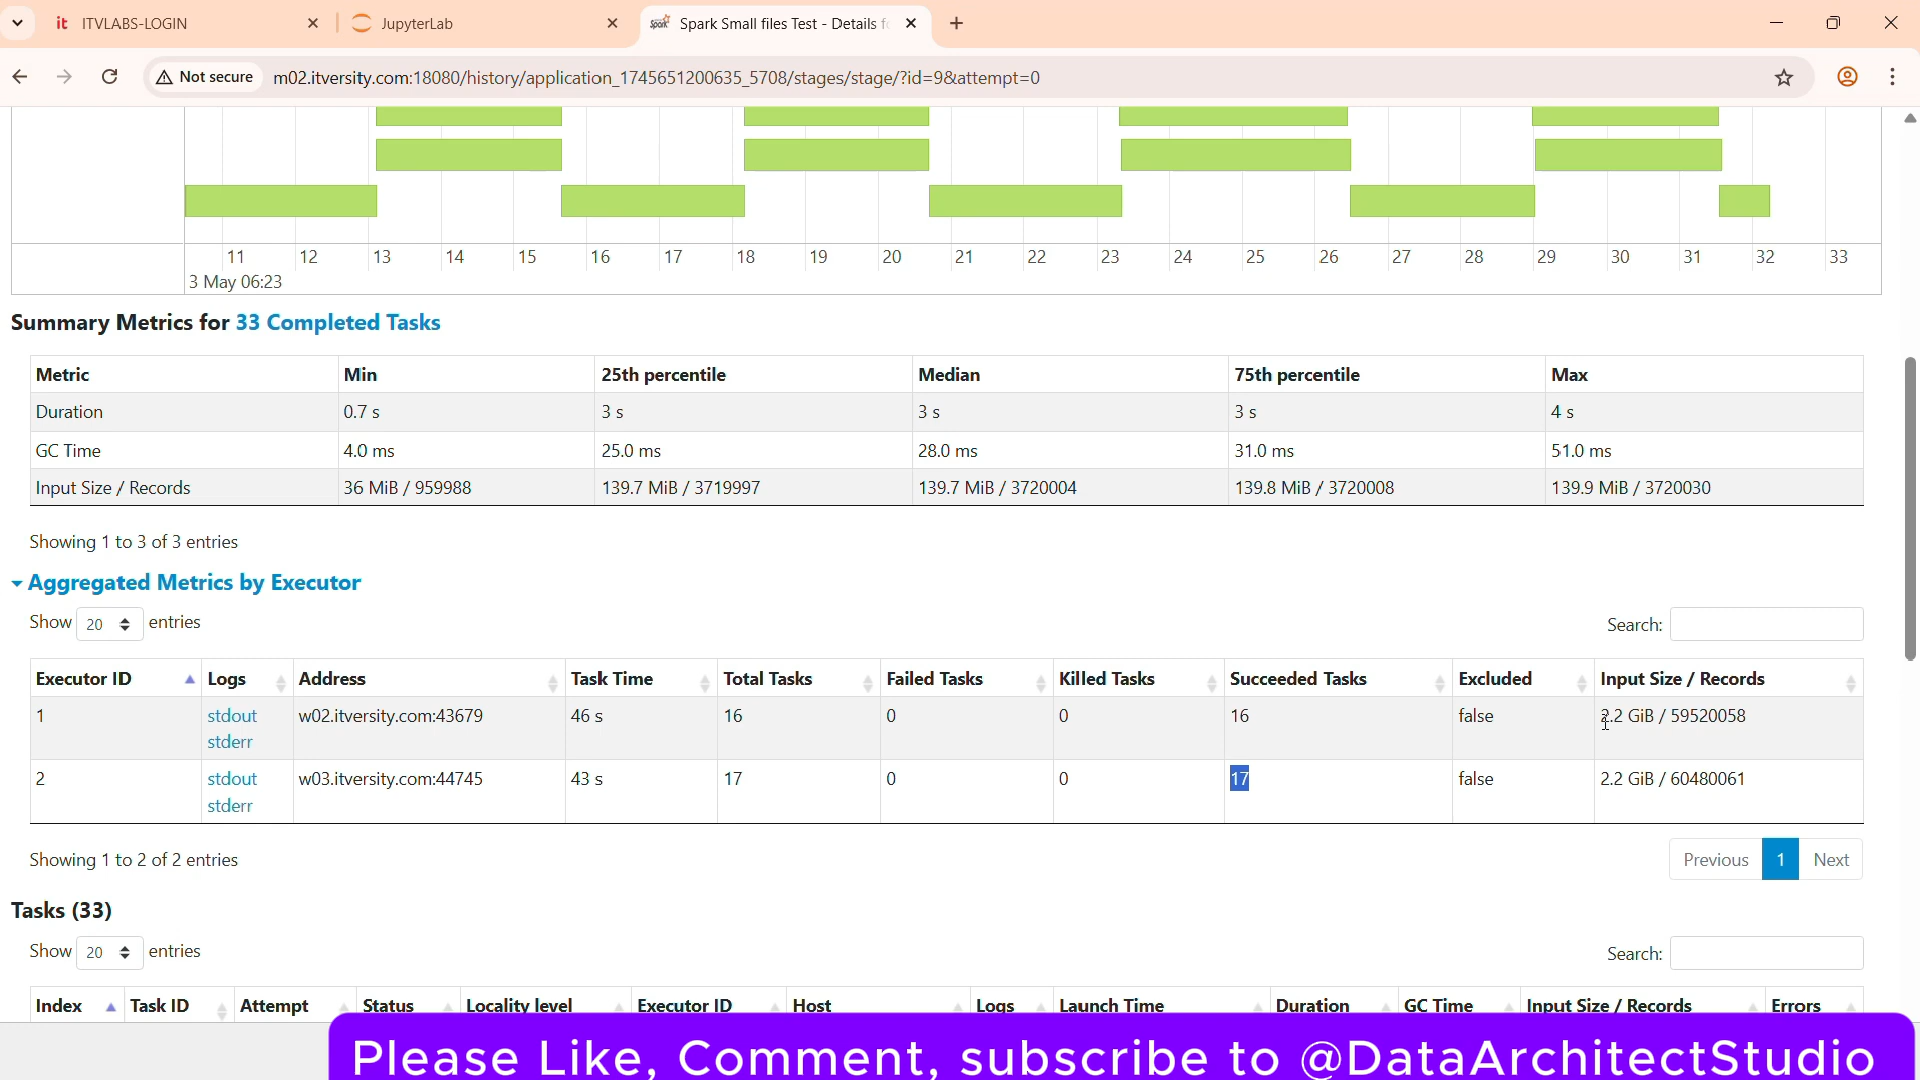 ITVLABS-LOGIN
JupyterLab
Spark Small files Test - Details fo
Not secure
m02.itversity.com:18080/history/application_1745651200635_5708/stages/stage/?id=9&attempt=0
11 12 13 14 15 16 17 18 19 20 21 22 23 24 25 26 27 28 29 30 31 32 33
3 May 06:23
Summary Metrics for 33 Completed Tasks
Metric Min 25th percentile Median 75th percentile Max
Duration 0.7 s 3 s 3 s 3 s 4 s
GC Time 4.0 ms 25.0 ms 28.0 ms 31.0 ms 51.0 ms
Input Size / Records 36 MiB / 959988 139.7 MiB / 3719997 139.7 MiB / 3720004 139.8 MiB / 3720008 139.9 MiB / 3720030
Showing 1 to 3 of 3 entries
Aggregated Metrics by Executor
Show 20 entries Search:
Executor ID Logs Address Task Time Total Tasks Failed Tasks Killed Tasks Succeeded Tasks Excluded Input Size / Records
1 stdout w02.itversity.com:43679 46 s 16 0 0 16 false 2.2 GiB / 59520058
stderr
2 stdout w03.itversity.com:44745 43 s 17 0 0 17 false 2.2 GiB / 60480061
stderr
Showing 1 to 2 of 2 entries Previous 1 Next
Tasks (33)
Show 20 entries Search:
Index Task ID Attempt Status Locality level Executor ID Host Logs Launch Time Duration GC Time Input Size / Records Errors
Please Like, Comment, subscribe to @DataArchitectStudio